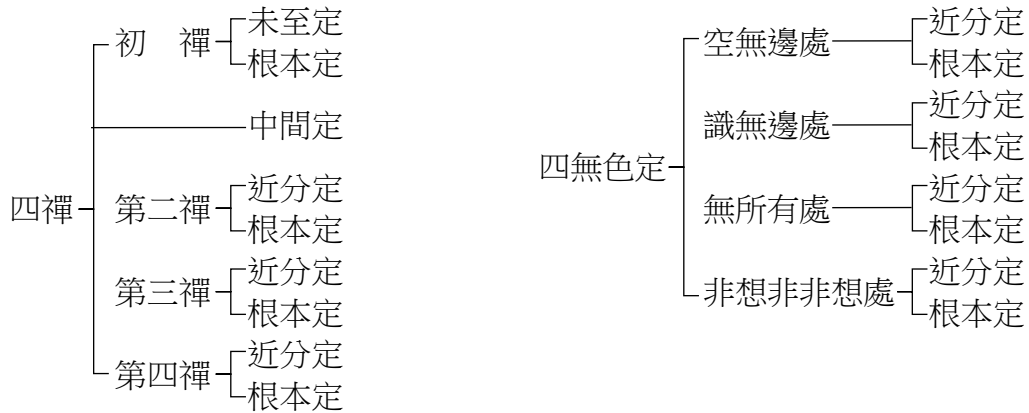 四禪
初　禪
未至定
根本定
中間定
第二禪
近分定
根本定
第三禪
近分定
根本定
第四禪
近分定
根本定
四無色定
空無邊處
近分定
根本定
識無邊處
近分定
根本定
無所有處
近分定
根本定
非想非非想處
近分定
根本定